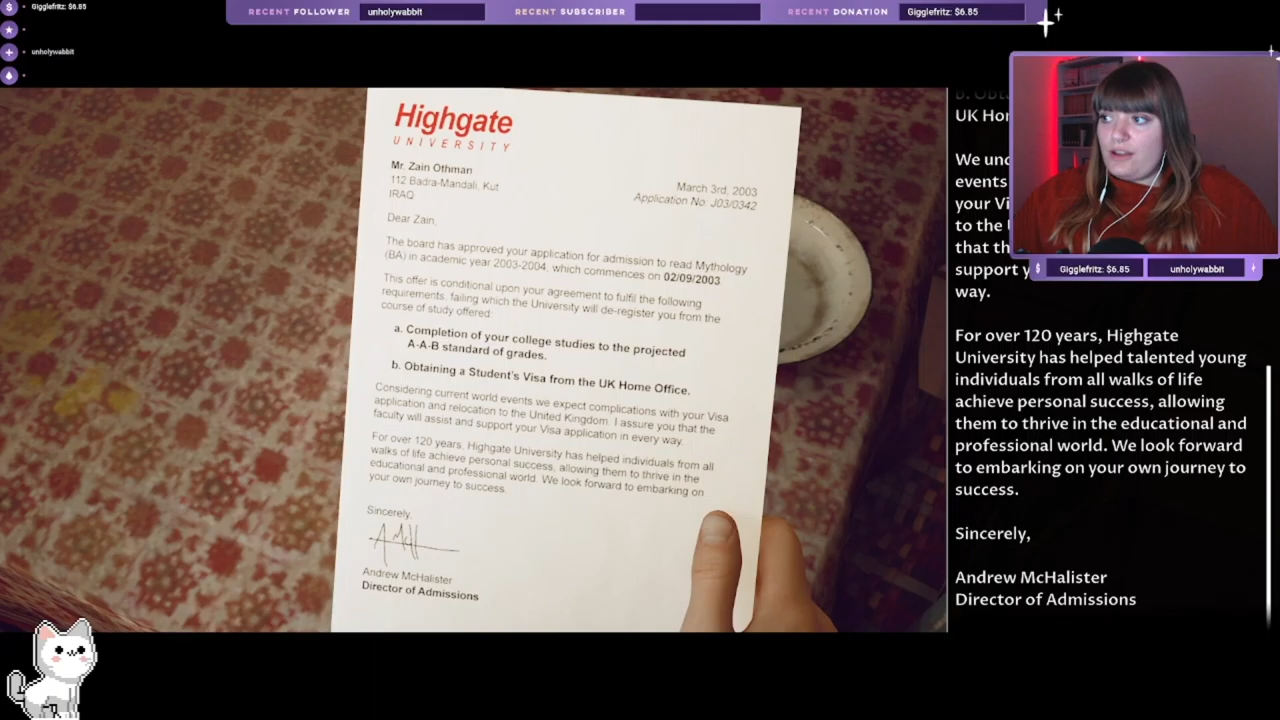 Gigglefritz: $6.85
unholywabbit
RECENT FOLLOWER
unholywabbit
RECENT SUBSCRIBER
RECENT DONATION
Gigglefritz: $6.85
Highgate
UNIVERSITY
Mr. Zain Othman
112 Badra-Mandali, Kut
IRAQ
March 3rd, 2003
Application No: J03/0342
Dear Zain,
The board has approved your application for admission to read Mythology
(BA) in academic year 2003-2004, which commences on 02/09/2003
This offer is conditional upon your agreement to fulfil the following
requirements, failing which the University will de-register you from the
course of study offered:
a. Completion of your college studies to the projected
A-A-B standard of grades.
b. Obtaining a Student's Visa from the UK Home Office.
Considering current world events we expect complications with your Visa
application and relocation to the United Kingdom. I assure you that the
faculty will assist and support your Visa application in every way.
For over 120 years, Highgate University has helped individuals from all
walks of life achieve personal success, allowing them to thrive in the
educational and professional world. We look forward to embarking on
your own journey to success.
Sincerely,
Andrew McHalister
Director of Admissions
UK
We
events
your
to the
that
support
way.
For over 120 years, Highgate
University has helped talented young
individuals from all walks of life
achieve personal success, allowing
them to thrive in the educational and
professional world. We look forward
to embarking on your own journey to
success.
Sincerely,
Andrew McHalister
Director of Admissions
Gigglefritz: $6.85
unholywabbit